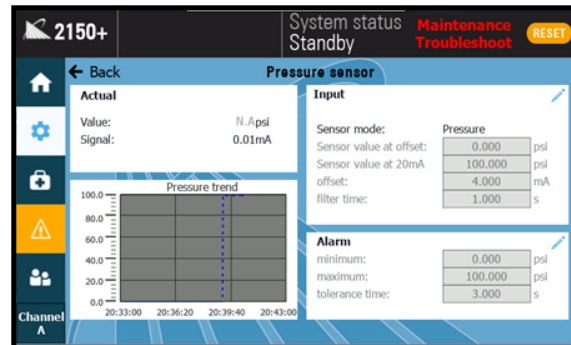 2150+
System status
Standby
Maintenance
Troubleshoot
RESET
← Back
Pressure sensor
Actual
Value: N.Apsi
Signal: 0.01mA
Pressure trend
100.0
80.0
60.0
40.0
20.0
0.0
20:33:00 20:36:20 20:39:40 20:43:00
Input
Sensor mode: Pressure
Sensor value at offset: 0.000 psi
Sensor value at 20mA 100.000 psi
offset: 4.000 mA
filter time: 1.000 s
Alarm
minimum: 0.000 psi
maximum: 100.000 psi
tolerance time: 3.000 s
Channel
Λ